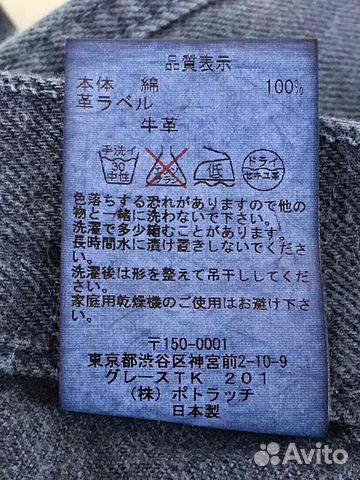 品質表示
本体 綿 100%
革ラベル
牛革
手洗イ 30 中性
エンソサラシ
低
ドライ セキユ系
色落ちする恐れがありますので他の
物と一緒に洗わないで下さい。
洗濯で多少縮むことがあります。
長時間水に漬け置きしないでくだ
さい。
洗濯後は形を整えて吊干ししてくだ
さい。
家庭用乾燥機のご使用はお避け下さ
い。
〒150-0001
東京都渋谷区神宮前2-10-9
グレースTK 201
(株)ポトラッチ
日本製
Avito